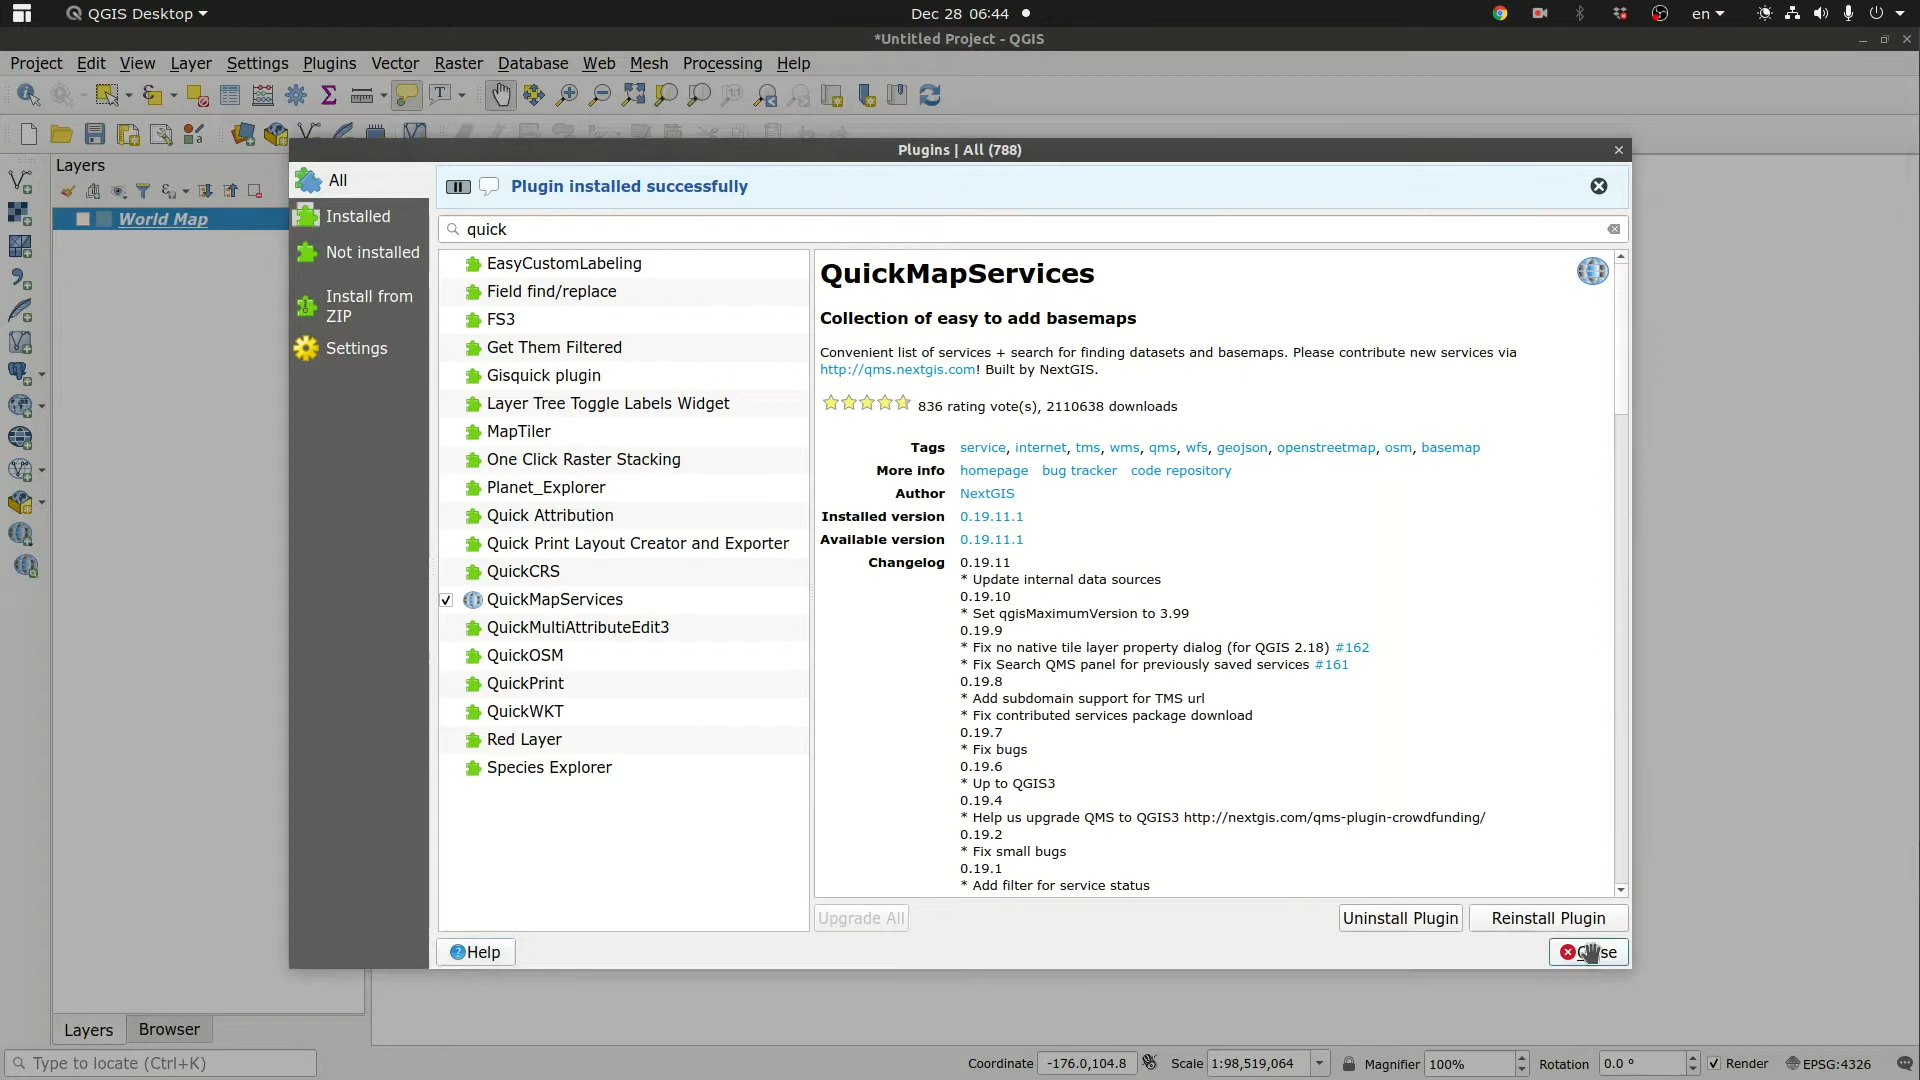 QGIS Desktop
Dec 28 06:44
en
*Untitled Project - QGIS
Project Edit View Layer Settings Plugins Vector Raster Database Web Mesh Processing Help
Layers
World Map
Plugins | All (788)
All
Installed
Not installed
Install from
ZIP
Settings
Plugin installed successfully
quick
EasyCustomLabeling
Field find/replace
FS3
Get Them Filtered
Gisquick plugin
Layer Tree Toggle Labels Widget
MapTiler
One Click Raster Stacking
Planet_Explorer
Quick Attribution
Quick Print Layout Creator and Exporter
QuickCRS
QuickMapServices
QuickMultiAttributeEdit3
QuickOSM
QuickPrint
QuickWKT
Red Layer
Species Explorer
QuickMapServices
Collection of easy to add basemaps
Convenient list of services + search for finding datasets and basemaps. Please contribute new services via
http://qms.nextgis.com! Built by NextGIS.
836 rating vote(s), 2110638 downloads
Tags service, internet, tms, wms, qms, wfs, geojson, openstreetmap, osm, basemap
More info homepage bug tracker code repository
Author NextGIS
Installed version 0.19.11.1
Available version 0.19.11.1
Changelog 0.19.11
* Update internal data sources
0.19.10
* Set qgisMaximumVersion to 3.99
0.19.9
* Fix no native tile layer property dialog (for QGIS 2.18) #162
* Fix Search QMS panel for previously saved services #161
0.19.8
* Add subdomain support for TMS url
* Fix contributed services package download
0.19.7
* Fix bugs
0.19.6
* Up to QGIS3
0.19.4
* Help us upgrade QMS to QGIS3 http://nextgis.com/qms-plugin-crowdfunding/
0.19.2
* Fix small bugs
0.19.1
* Add filter for service status
Upgrade All Uninstall Plugin Reinstall Plugin
Help Close
Layers Browser
Type to locate (Ctrl+K) Coordinate -176.0,104.8 Scale 1:98,519,064 Magnifier 100% Rotation 0.0 ° Render EPSG:4326